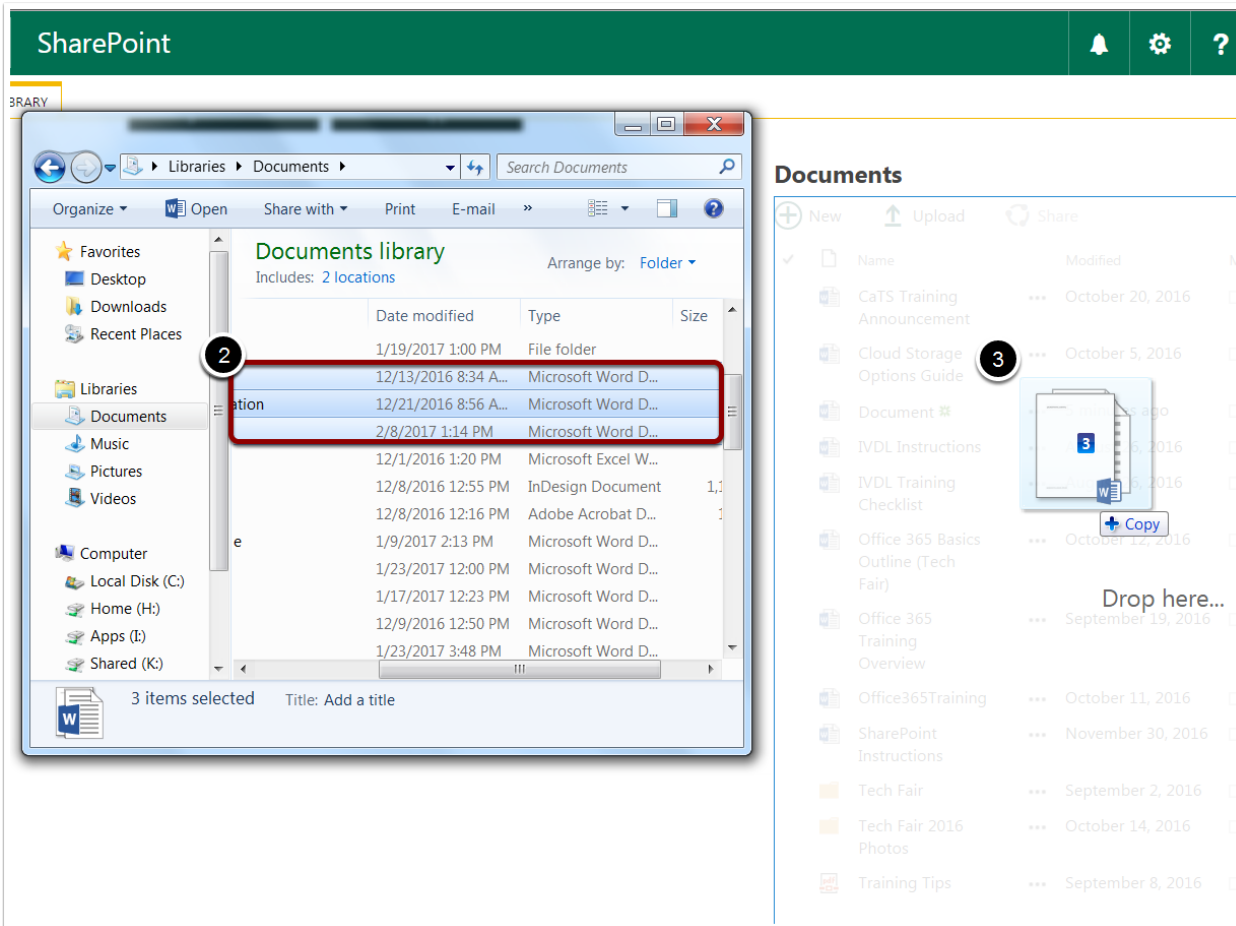 SharePoint
?
BRARY
Libraries Documents
Search Documents
Organize Open Share with Print E-mail » ?
Favorites
Desktop
Downloads
Recent Places
Libraries
Documents
Music
Pictures
Videos
Computer
Local Disk (C:)
Home (H:)
Apps (I:)
Shared (K:)
Documents library
Includes: 2 locations
Arrange by: Folder
Date modified Type Size
1/19/2017 1:00 PM File folder
2
12/13/2016 8:34 A... Microsoft Word D...
ation 12/21/2016 8:56 A... Microsoft Word D...
2/8/2017 1:14 PM Microsoft Word D...
12/1/2016 1:20 PM Microsoft Excel W...
12/8/2016 12:55 PM InDesign Document 1,1
12/8/2016 12:16 PM Adobe Acrobat D... 1
e 1/9/2017 2:13 PM Microsoft Word D...
1/23/2017 12:00 PM Microsoft Word D...
1/17/2017 12:23 PM Microsoft Word D...
12/9/2016 12:50 PM Microsoft Word D...
1/23/2017 3:48 PM Microsoft Word D...
3 items selected Title: Add a title
Documents
New Upload Share
Name Modified
CaTS Training ... October 20, 2016
Announcement
Cloud Storage ... October 5, 2016
Options Guide
3
Document ago
IVDL Instructions 6, 2016
IVDL Training 6, 2016
Checklist
3
W
Copy
Office 365 Basics ... October 12, 2016
Outline (Tech
Fair)
Drop here...
Office 365 ... September 19, 2016
Training
Overview
Office365Training ... October 11, 2016
SharePoint ... November 30, 2016
Instructions
Tech Fair ... September 2, 2016
Tech Fair 2016 ... October 14, 2016
Photos
Training Tips ... September 8, 2016